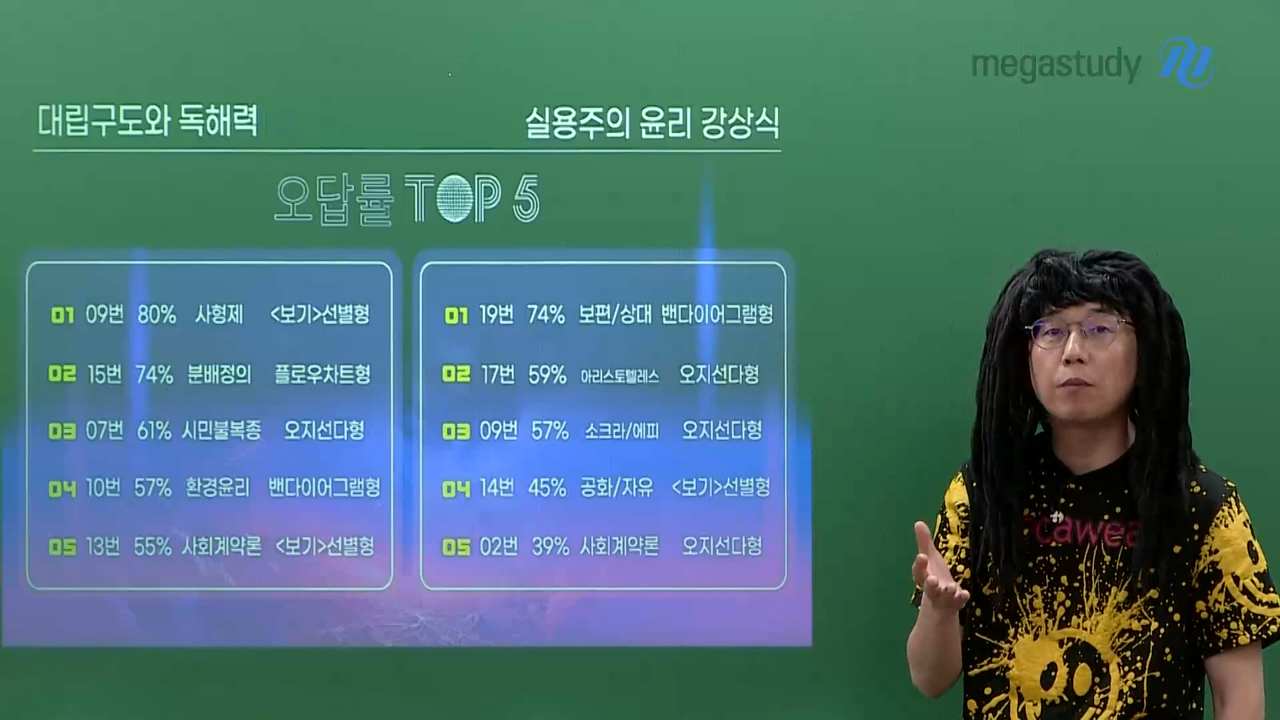 megastudy
대립구도와 독해력
실용주의 윤리 강상식
오답률 TOP 5
01 09번 80% 사형제 <보기>선별형
02 15번 74% 분배정의 플로우차트형
03 07번 61% 시민불복종 오지선다형
04 10번 57% 환경윤리 밴다이어그램형
05 13번 55% 사회계약론 <보기>선별형
01 19번 74% 보편/상대 밴다이어그램형
02 17번 59% 아리스토텔레스 오지선다형
03 09번 57% 소크라/에피 오지선다형
04 14번 45% 공화/자유 <보기>선별형
05 02번 39% 사회계약론 오지선다형